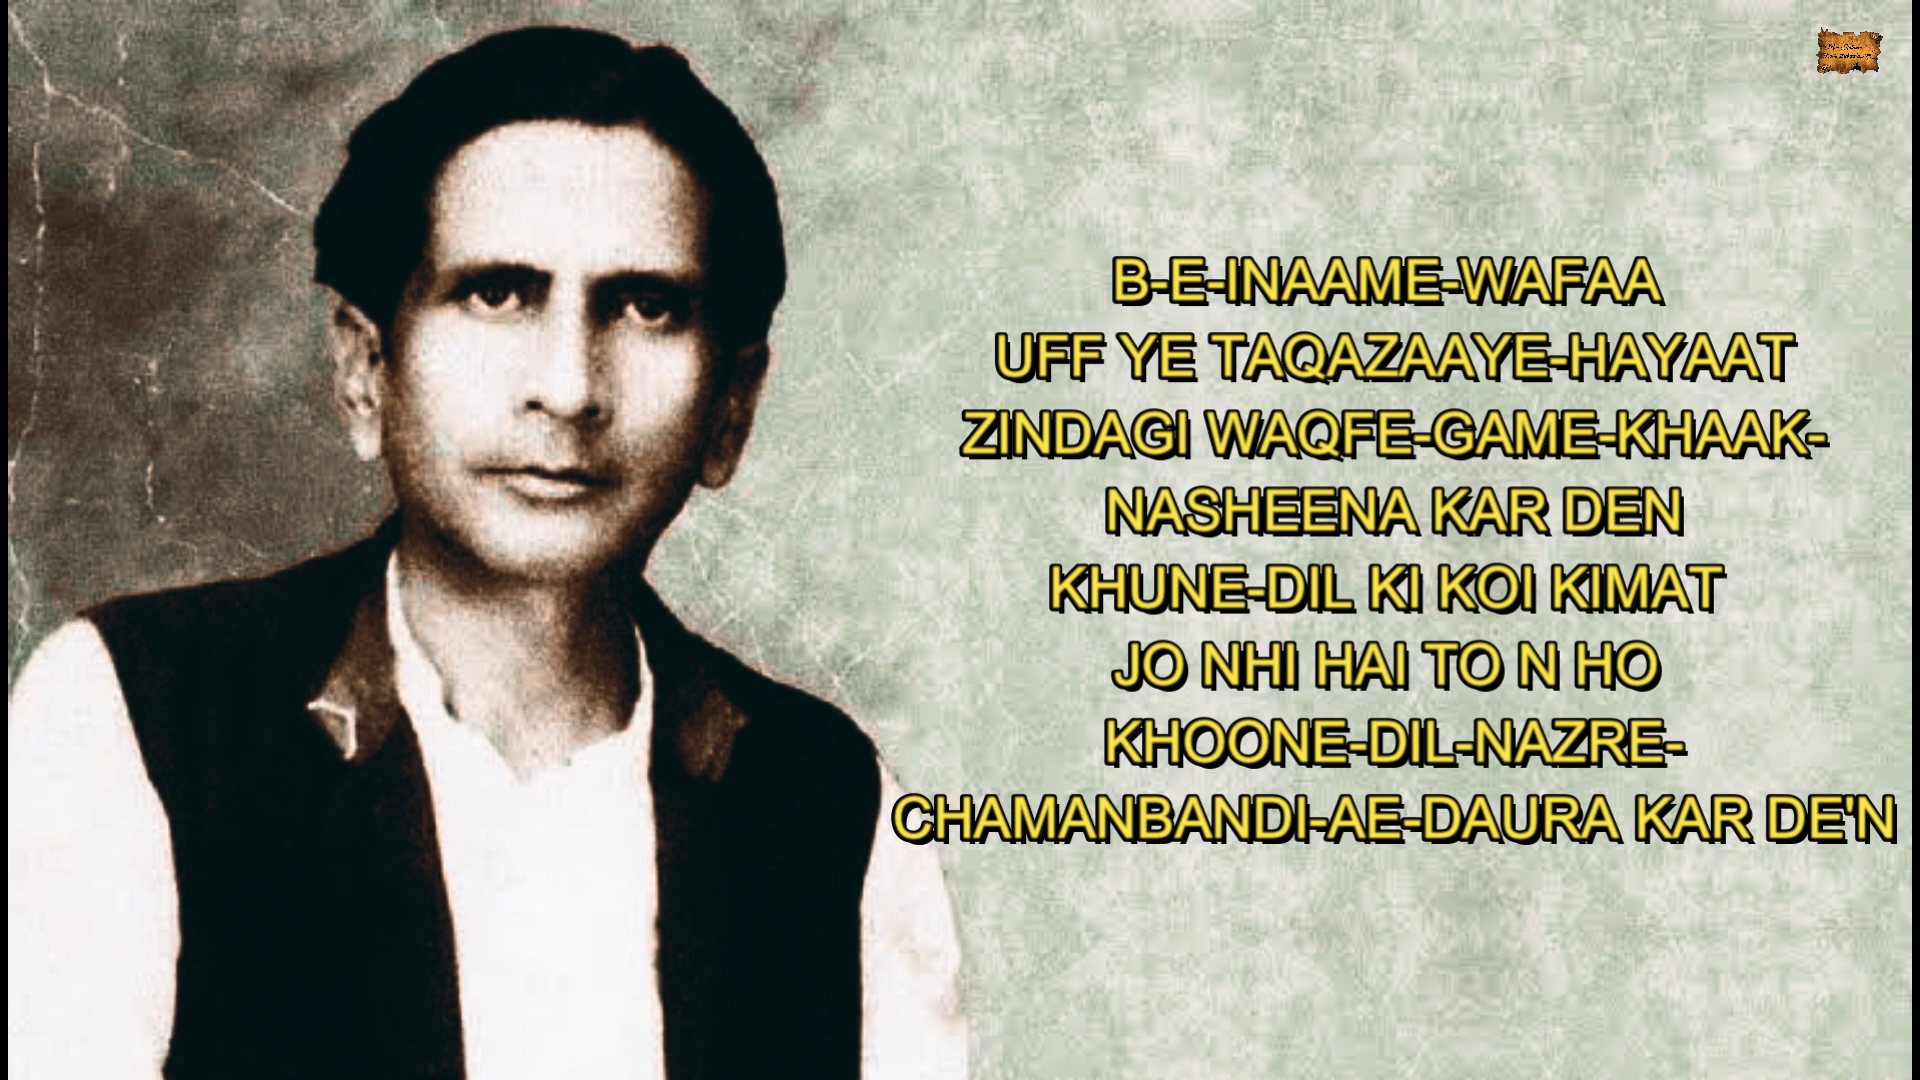 B-E-INAAME-WAFAA
UFF YE TAQAZAAYE-HAYAAT
ZINDAGI WAQFE-GAME-KHAAK-
NASHEENA KAR DEN
KHUNE-DIL KI KOI KIMAT
JO NHI HAI TO N HO
KHOONE-DIL-NAZRE-
CHAMANBANDI-AE-DAURA KAR DE'N